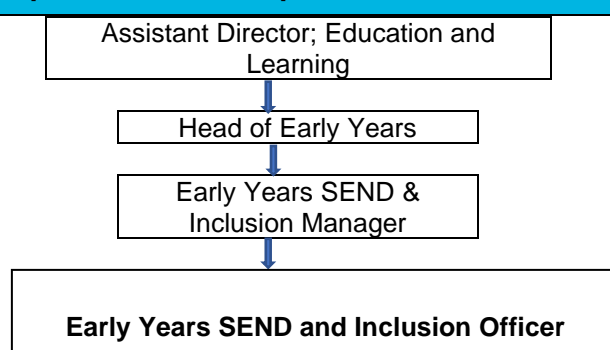 Assistant Director; Education and
Learning
Head of Early Years
Early Years SEND &
Inclusion Manager
Early Years SEND and Inclusion Officer